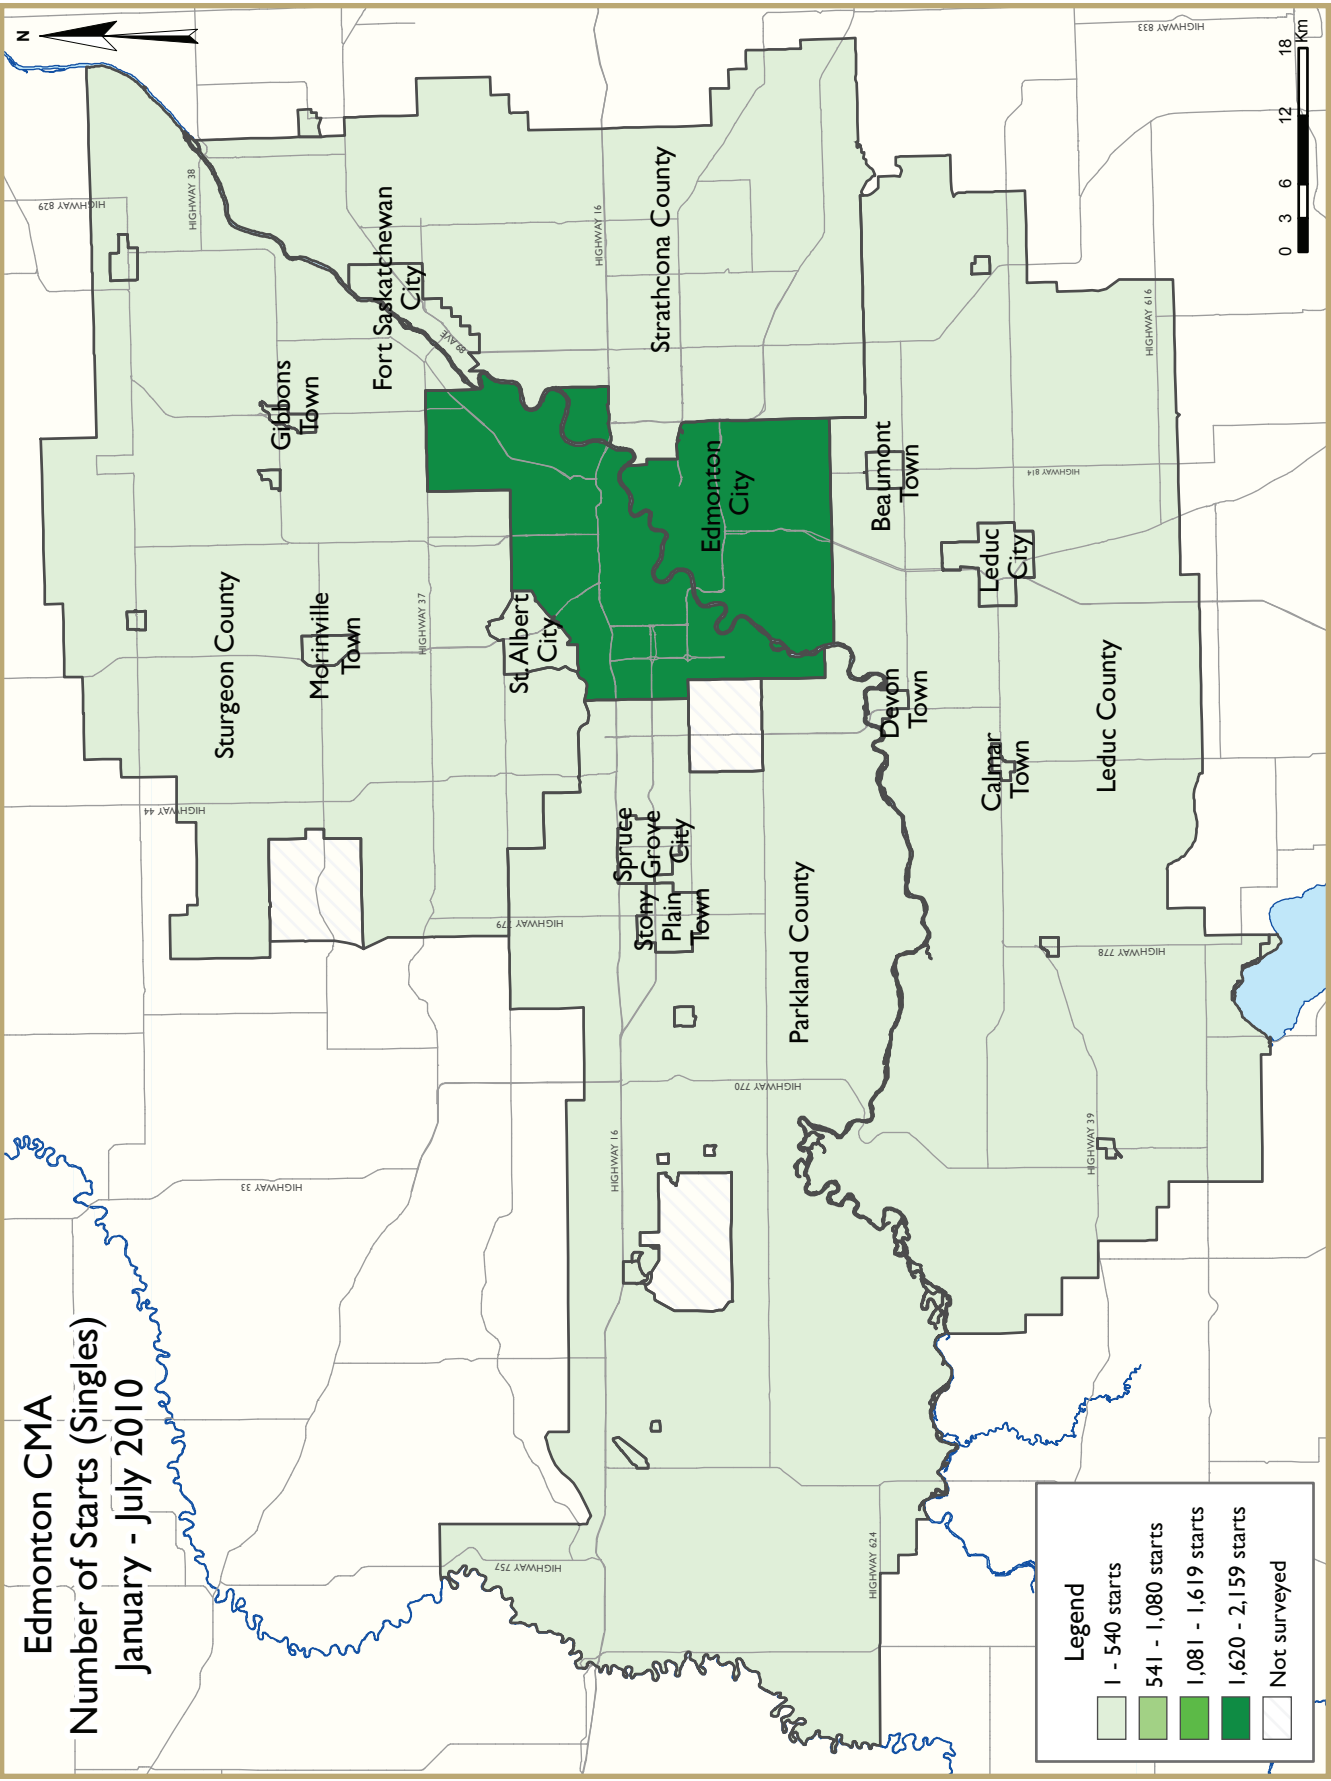 Edmonton CMA
Number of Starts (Singles)
January - July 2010
N
HIGHWAY 829
HIGHWAY 38
HIGHWAY 833
Fort Saskatchewan
City
89 AVE
Gibbons
Town
HIGHWAY 16
Strathcona County
Sturgeon County
Morinville
Town
HIGHWAY 37
St. Albert
City
Edmonton
City
HIGHWAY 44
HIGHWAY 779
Spruce
Grove
City
Stony
Plain
Town
Parkland County
HIGHWAY 770
HIGHWAY 16
HIGHWAY 33
HIGHWAY 757
HIGHWAY 624
Beaumont
Town
HIGHWAY 814
HIGHWAY 616
Leduc
City
Devon
Town
Calmar
Town
Leduc County
HIGHWAY 778
HIGHWAY 39
0 3 6 12 18
Km
Legend
1 - 540 starts
541 - 1,080 starts
1,081 - 1,619 starts
1,620 - 2,159 starts
Not surveyed